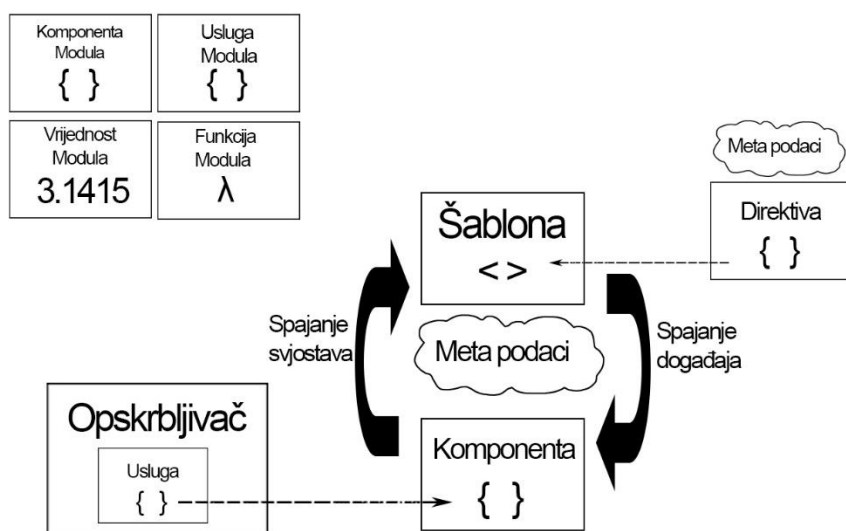 Komponenta
Modula
{ }
Usluga
Modula
{ }
Vrijednost
Modula
3.1415
Funkcija
Modula
λ
Meta podaci
Direktiva
{ }
Šablona
< >
Spajanje
svjostava
Meta podaci
Spajanje
događaja
Opskrbljivač
Usluga
{ }
Komponenta
{ }